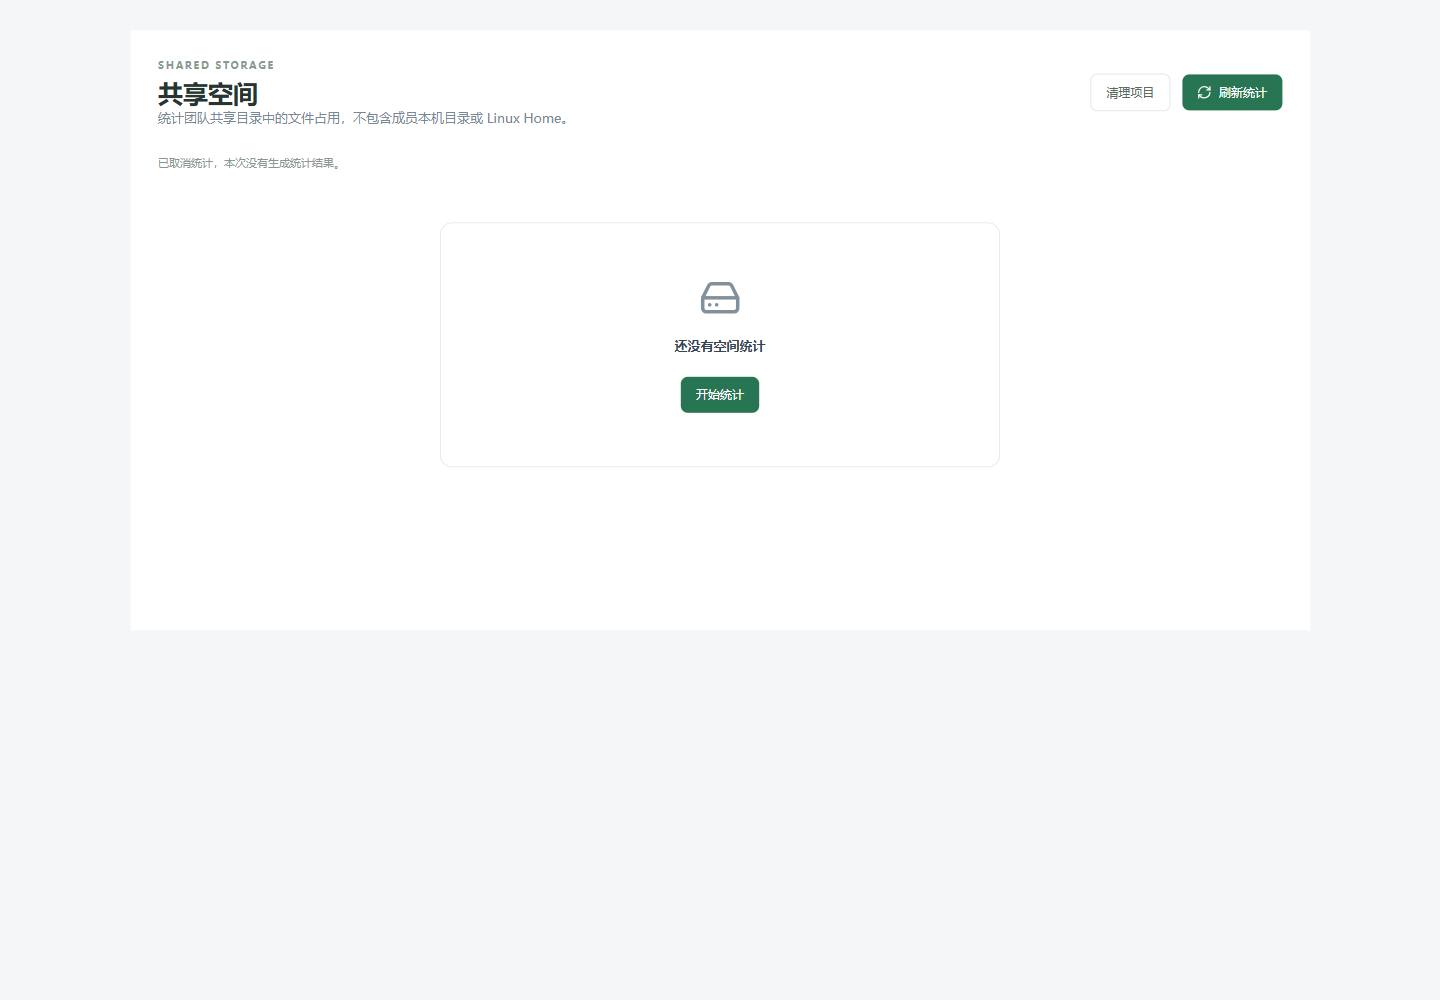 SHARED STORAGE
共享空间
统计团队共享目录中的文件占用，不包含成员本机目录或 Linux Home。
清理项目
刷新统计
已取消统计，本次没有生成统计结果。
还没有空间统计
开始统计